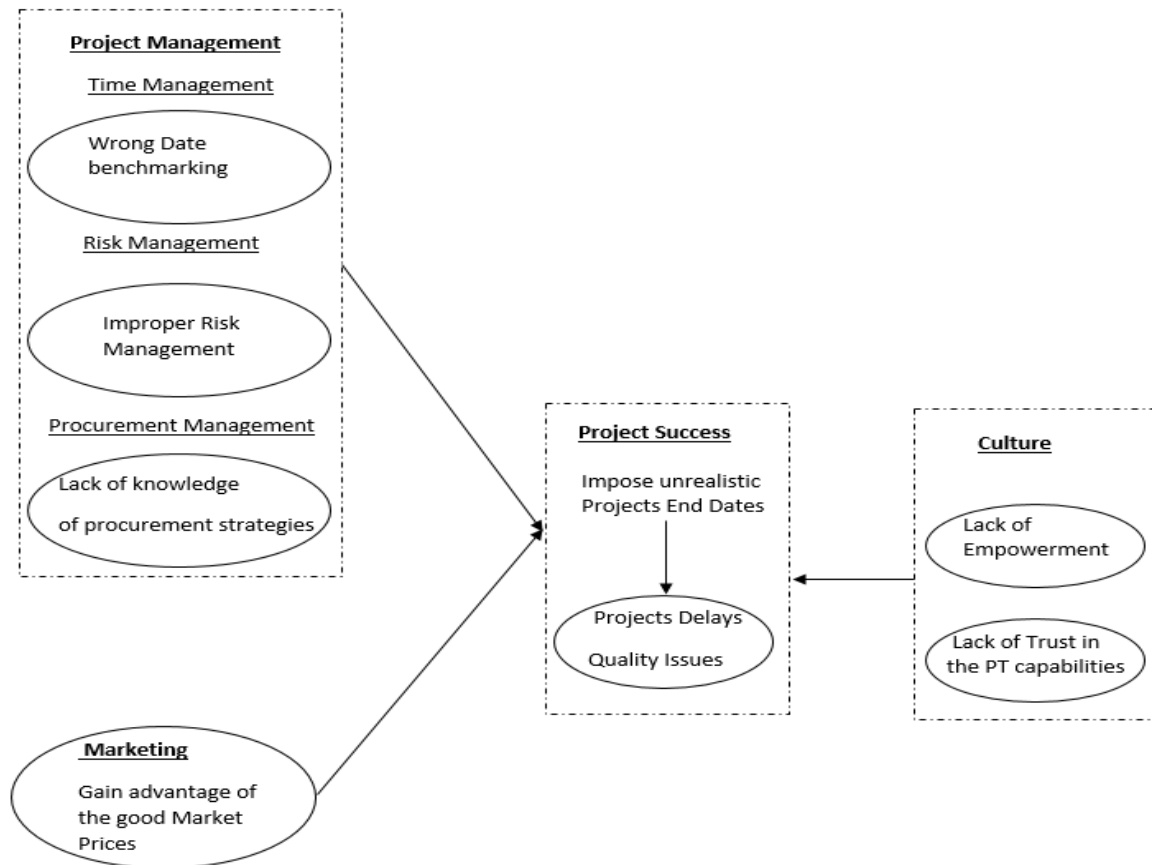 Project Management
Time Management
Wrong Date
benchmarking
Risk Management
Improper Risk
Management
Procurement Management
Lack of knowledge
of procurement strategies
Marketing
Gain advantage of
the good Market
Prices
Project Success
Impose unrealistic
Projects End Dates
Projects Delays
Quality Issues
Culture
Lack of
Empowerment
Lack of Trust in
the PT capabilities